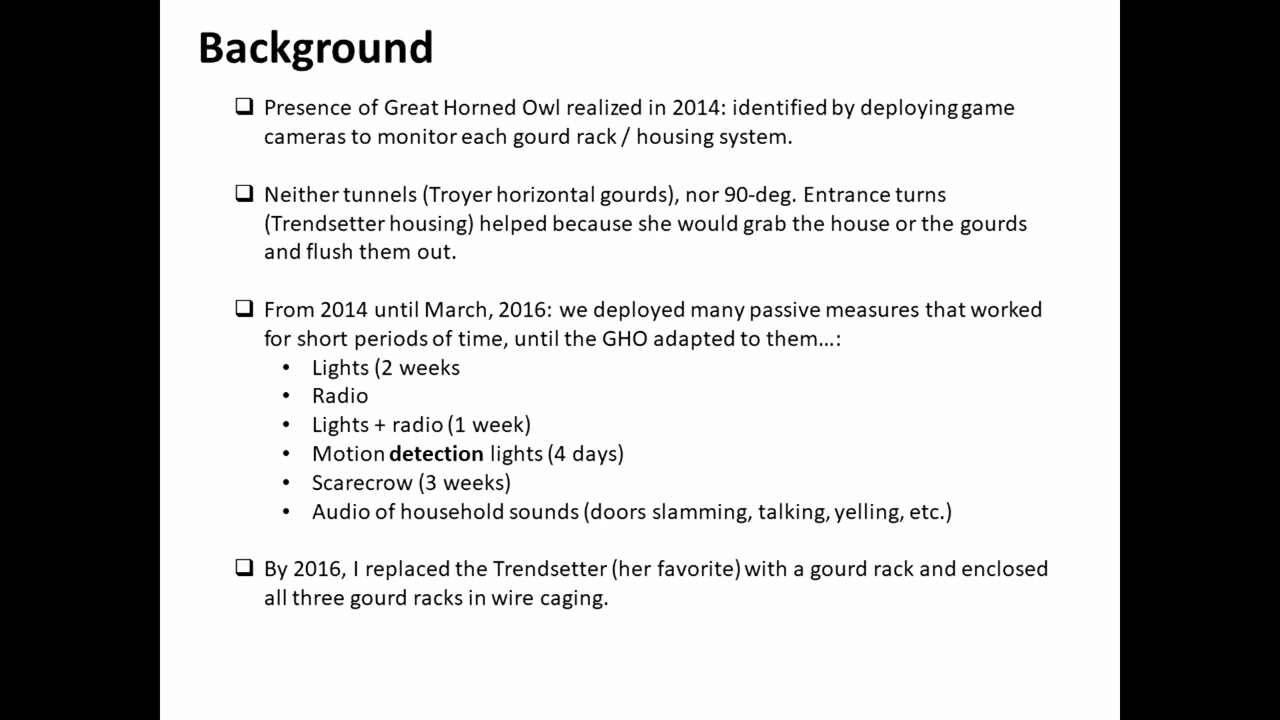 Background
❑ Presence of Great Horned Owl realized in 2014: identified by deploying game
cameras to monitor each gourd rack / housing system.
❑ Neither tunnels (Troyer horizontal gourds), nor 90-deg. Entrance turns
(Trendsetter housing) helped because she would grab the house or the gourds
and flush them out.
❑ From 2014 until March, 2016: we deployed many passive measures that worked
for short periods of time, until the GHO adapted to them…:
• Lights (2 weeks
• Radio
• Lights + radio (1 week)
• Motion detection lights (4 days)
• Scarecrow (3 weeks)
• Audio of household sounds (doors slamming, talking, yelling, etc.)
❑ By 2016, I replaced the Trendsetter (her favorite) with a gourd rack and enclosed
all three gourd racks in wire caging.